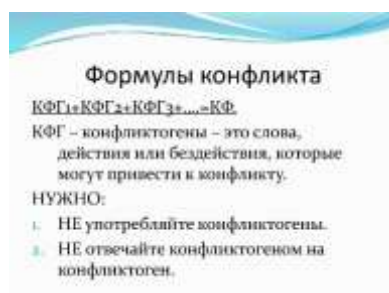 Формулы конфликта
КФГ1+КФГ2+КФГ3+....=КФ.
КФГ – конфликтогены – это слова,
действия или бездействия, которые
могут привести к конфликту.
НУЖНО:
1. НЕ употребляйте конфликтогены.
2. НЕ отвечайте конфликтогеном на
конфликтоген.